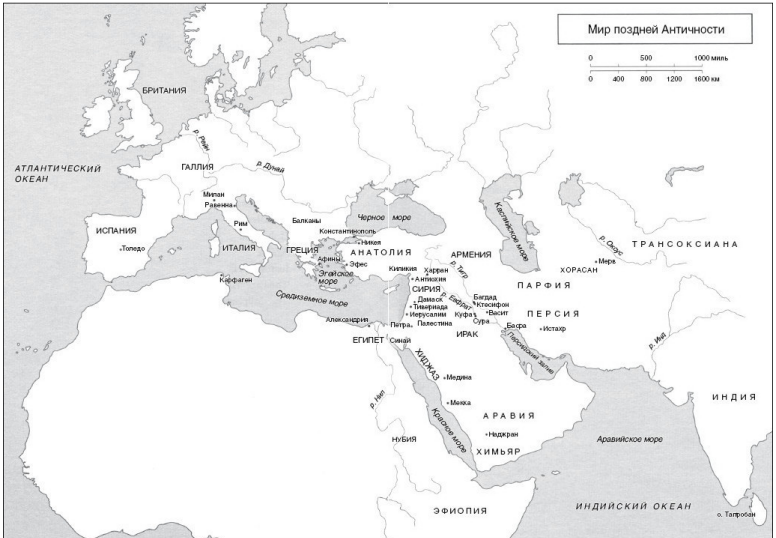 Мир поздней Античности
0 500 1000 миль
0 400 800 1200 1600 км
БРИТАНИЯ
АТЛАНТИЧЕСКИЙ
ОКЕАН
р. Рейн
ГАЛЛИЯ
р. Дунай
Милан
Равенна
Рим
ИСПАНИЯ
Толедо
ИТАЛИЯ
Балканы
Константинополь
Черное море
Никея
ГРЕЦИЯ
Афины
Эфес
Эгейское
море
АНАТОЛИЯ
АРМЕНИЯ
Каспийское море
р. Оксус
ТРАНСОКСИАНА
Мерв
ХОРАСАН
ПАРФИЯ
Карфаген
Средиземное море
Киликия
Харран
Антиохия
р. Тигр
СИРИЯ
р. Евфрат
Багдад
Ктесифон
Дамаск
Тивериада
Васит
ПЕРСИЯ
Иерусалим
Куфа
Сура
Александрия
Петра
Палестина
ИРАК
Басра
Истахр
ЕГИПЕТ
Синай
Персидский залив
р. Инд
ХИДЖАЗ
Медина
р. Нил
Мекка
ИНДИЯ
АРАВИЯ
Красное море
Наджран
НУБИЯ
ХИМЬЯР
Аравийское море
ЭФИОПИЯ
ИНДИЙСКИЙ ОКЕАН
о. Тапробан